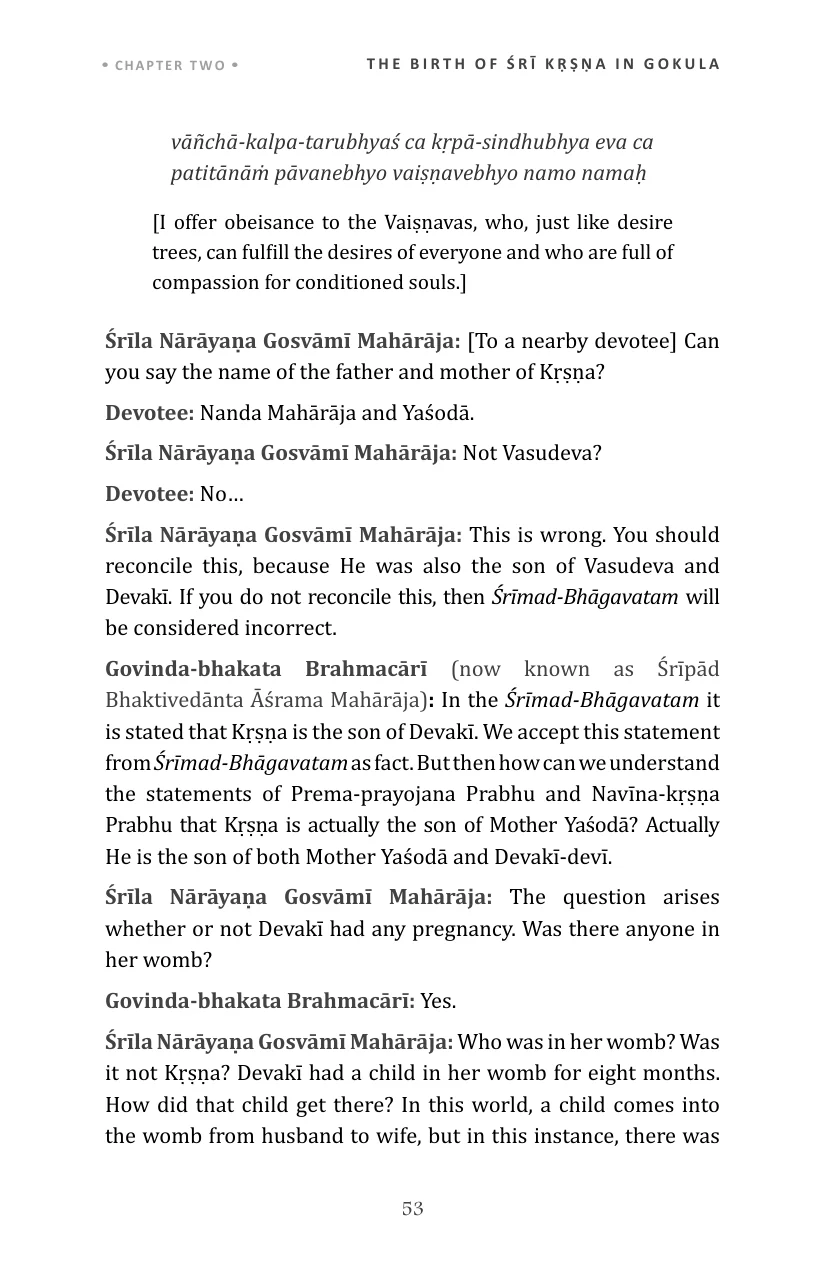 • CHAPTER TWO •
THE BIRTH OF ŚRĪ KṚṢṆA IN GOKULA
vāñchā-kalpa-tarubhyaś ca kṛpā-sindhubhya eva ca
patitānāṁ pāvanebhyo vaiṣṇavebhyo namo namaḥ
[I offer obeisance to the Vaiṣṇavas, who, just like desire
trees, can fulfill the desires of everyone and who are full of
compassion for conditioned souls.]
Śrīla Nārāyaṇa Gosvāmī Mahārāja: [To a nearby devotee] Can
you say the name of the father and mother of Kṛṣṇa?
Devotee: Nanda Mahārāja and Yaśodā.
Śrīla Nārāyaṇa Gosvāmī Mahārāja: Not Vasudeva?
Devotee: No…
Śrīla Nārāyaṇa Gosvāmī Mahārāja: This is wrong. You should
reconcile this, because He was also the son of Vasudeva and
Devakī. If you do not reconcile this, then Śrīmad-Bhāgavatam will
be considered incorrect.
Govinda-bhakata Brahmacārī (now known as Śrīpād
Bhaktivedānta Āśrama Mahārāja): In the Śrīmad-Bhāgavatam it
is stated that Kṛṣṇa is the son of Devakī. We accept this statement
from Śrīmad-Bhāgavatam as fact. But then how can we understand
the statements of Prema-prayojana Prabhu and Navīna-kṛṣṇa
Prabhu that Kṛṣṇa is actually the son of Mother Yaśodā? Actually
He is the son of both Mother Yaśodā and Devakī-devī.
Śrīla Nārāyaṇa Gosvāmī Mahārāja: The question arises
whether or not Devakī had any pregnancy. Was there anyone in
her womb?
Govinda-bhakata Brahmacārī: Yes.
Śrīla Nārāyaṇa Gosvāmī Mahārāja: Who was in her womb? Was
it not Kṛṣṇa? Devakī had a child in her womb for eight months.
How did that child get there? In this world, a child comes into
the womb from husband to wife, but in this instance, there was
53